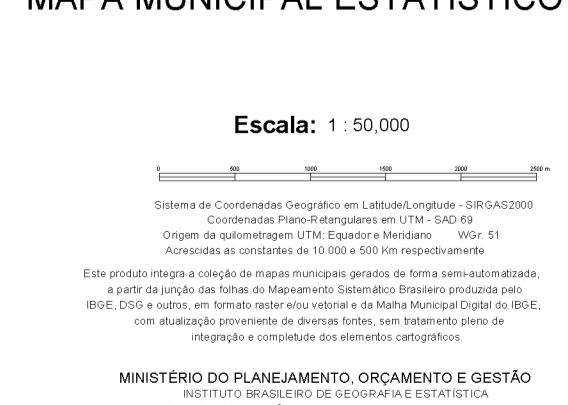 MAPA MUNICIPAL ESTATÍSTICO
Escala: 1 : 50,000
0 500 1000 1500 2000 2500 m
Sistema de Coordenadas Geográfico em Latitude/Longitude - SIRGAS2000
Coordenadas Plano-Retangulares em UTM - SAD 69
Origem da quilometragem UTM: Equador e Meridiano WGr. 51
Acrescidas as constantes de 10.000 e 500 Km respectivamente
Este produto integra a coleção de mapas municipais gerados de forma semi-automatizada,
a partir da junção das folhas do Mapeamento Sistemático Brasileiro produzida pelo
IBGE, DSG e outros, em formato raster e/ou vetorial e da Malha Municipal Digital do IBGE,
com atualização proveniente de diversas fontes, sem tratamento pleno de
integração e completude dos elementos cartográficos.
MINISTÉRIO DO PLANEJAMENTO, ORÇAMENTO E GESTÃO
INSTITUTO BRASILEIRO DE GEOGRAFIA E ESTATÍSTICA